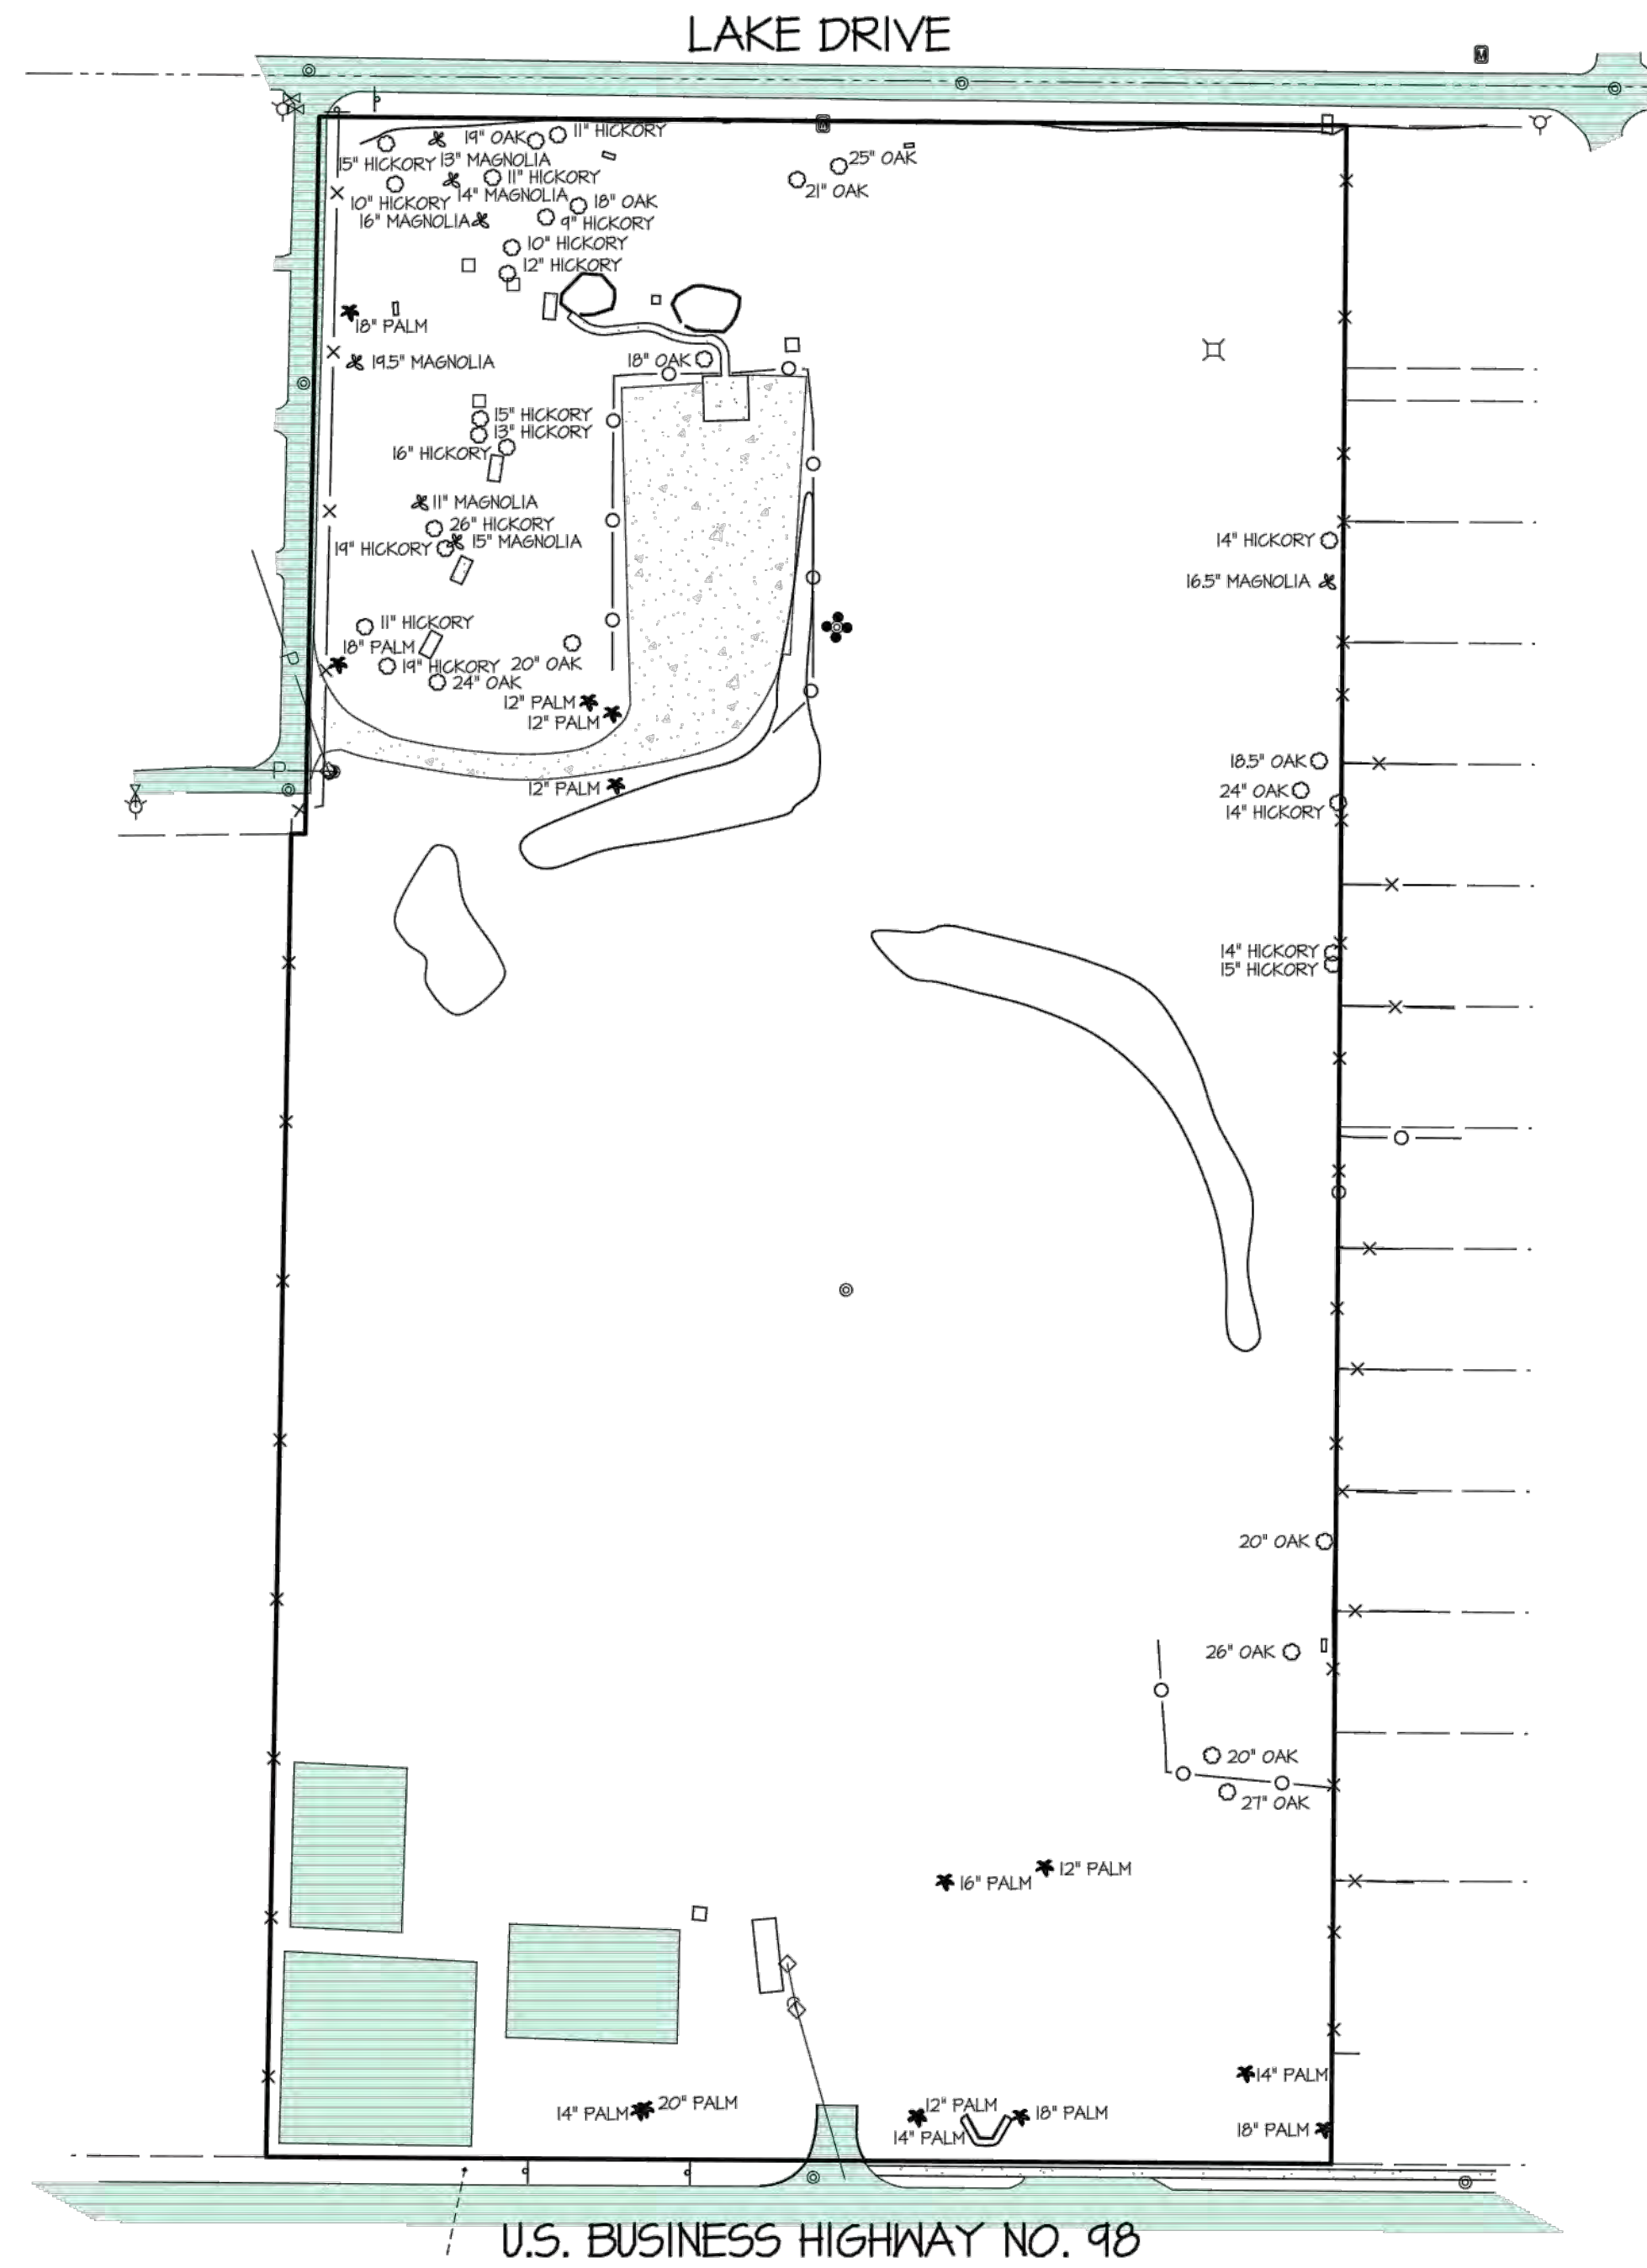 LAKE DRIVE
19" OAK
11" HICKORY
15" HICKORY
13" MAGNOLIA
25" OAK
11" HICKORY
21" OAK
10" HICKORY
14" MAGNOLIA
18" OAK
16" MAGNOLIA
9" HICKORY
10" HICKORY
12" HICKORY
18" PALM
19.5" MAGNOLIA
18" OAK
15" HICKORY
13" HICKORY
16" HICKORY
11" MAGNOLIA
26" HICKORY
15" MAGNOLIA
19" HICKORY
14" HICKORY
16.5" MAGNOLIA
11" HICKORY
18" PALM
19" HICKORY
20" OAK
24" OAK
12" PALM
12" PALM
18.5" OAK
P
12" PALM
24" OAK
14" HICKORY
14" HICKORY
15" HICKORY
20" OAK
26" OAK
20" OAK
27" OAK
12" PALM
16" PALM
14" PALM
20" PALM
14" PALM
12" PALM
18" PALM
14" PALM
18" PALM
U.S. BUSINESS HIGHWAY NO. 98